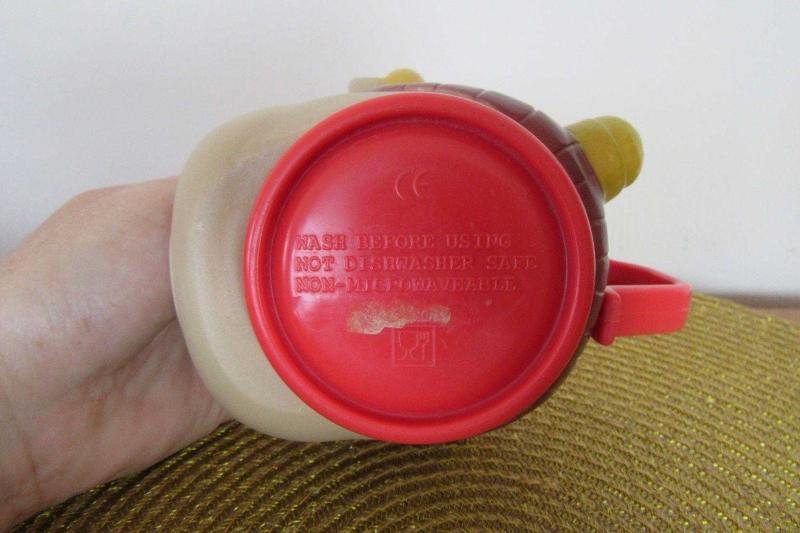 CE
WASH BEFORE USING
NOT DISHWASHER SAFE
NON-MICROWAVEABLE